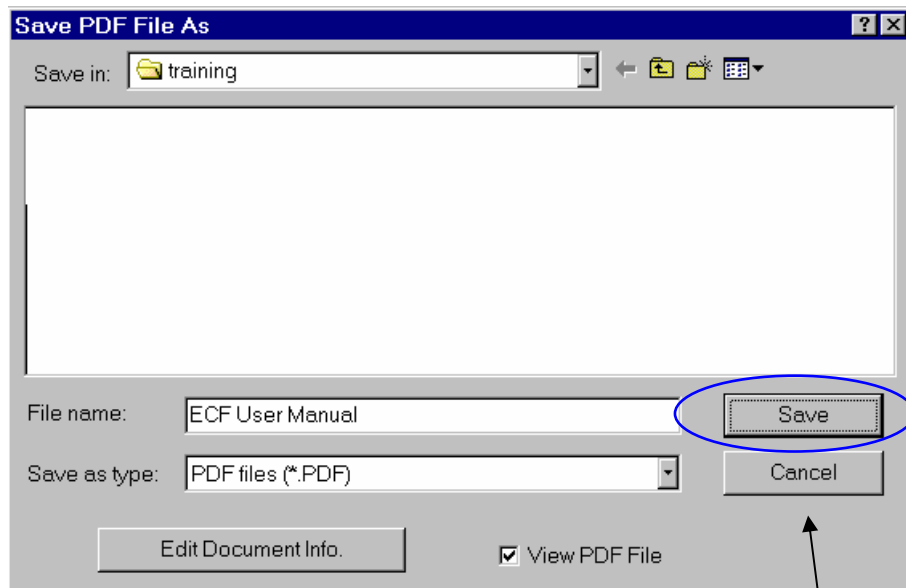 Save PDF File As
Save in: training
File name: ECF User Manual Save
Save as type: PDF files (*.PDF) Cancel
Edit Document Info. View PDF File